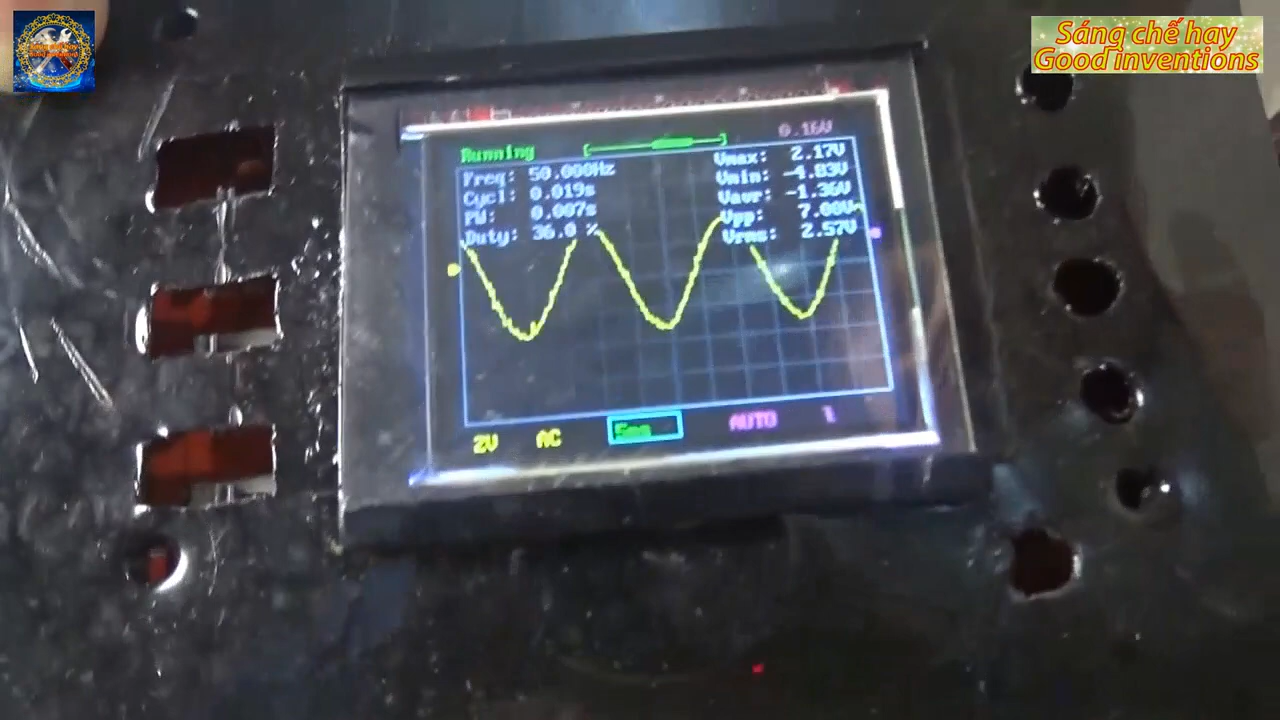 Sáng chế hay
Good inventions
0.16V
Running
Freq: 50.000Hz
Cycl: 0.019s
PW: 0.007s
Duty: 36.0 %
Vmax: 2.17V
Vmin: -4.83V
Vavr: -1.36V
Vpp: 7.00V
Vrms: 2.57V
2V AC 5ms AUTO